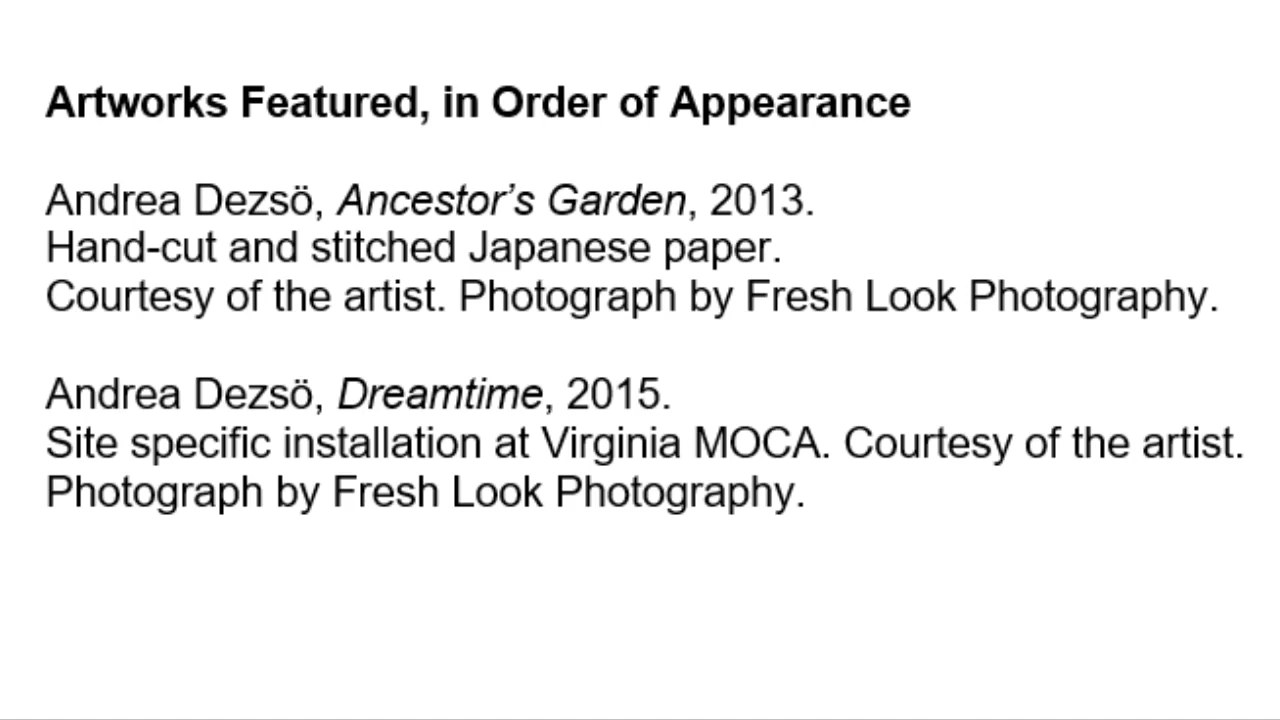 Artworks Featured, in Order of Appearance
Andrea Dezsö, Ancestor’s Garden, 2013.
Hand-cut and stitched Japanese paper.
Courtesy of the artist. Photograph by Fresh Look Photography.
Andrea Dezsö, Dreamtime, 2015.
Site specific installation at Virginia MOCA. Courtesy of the artist.
Photograph by Fresh Look Photography.